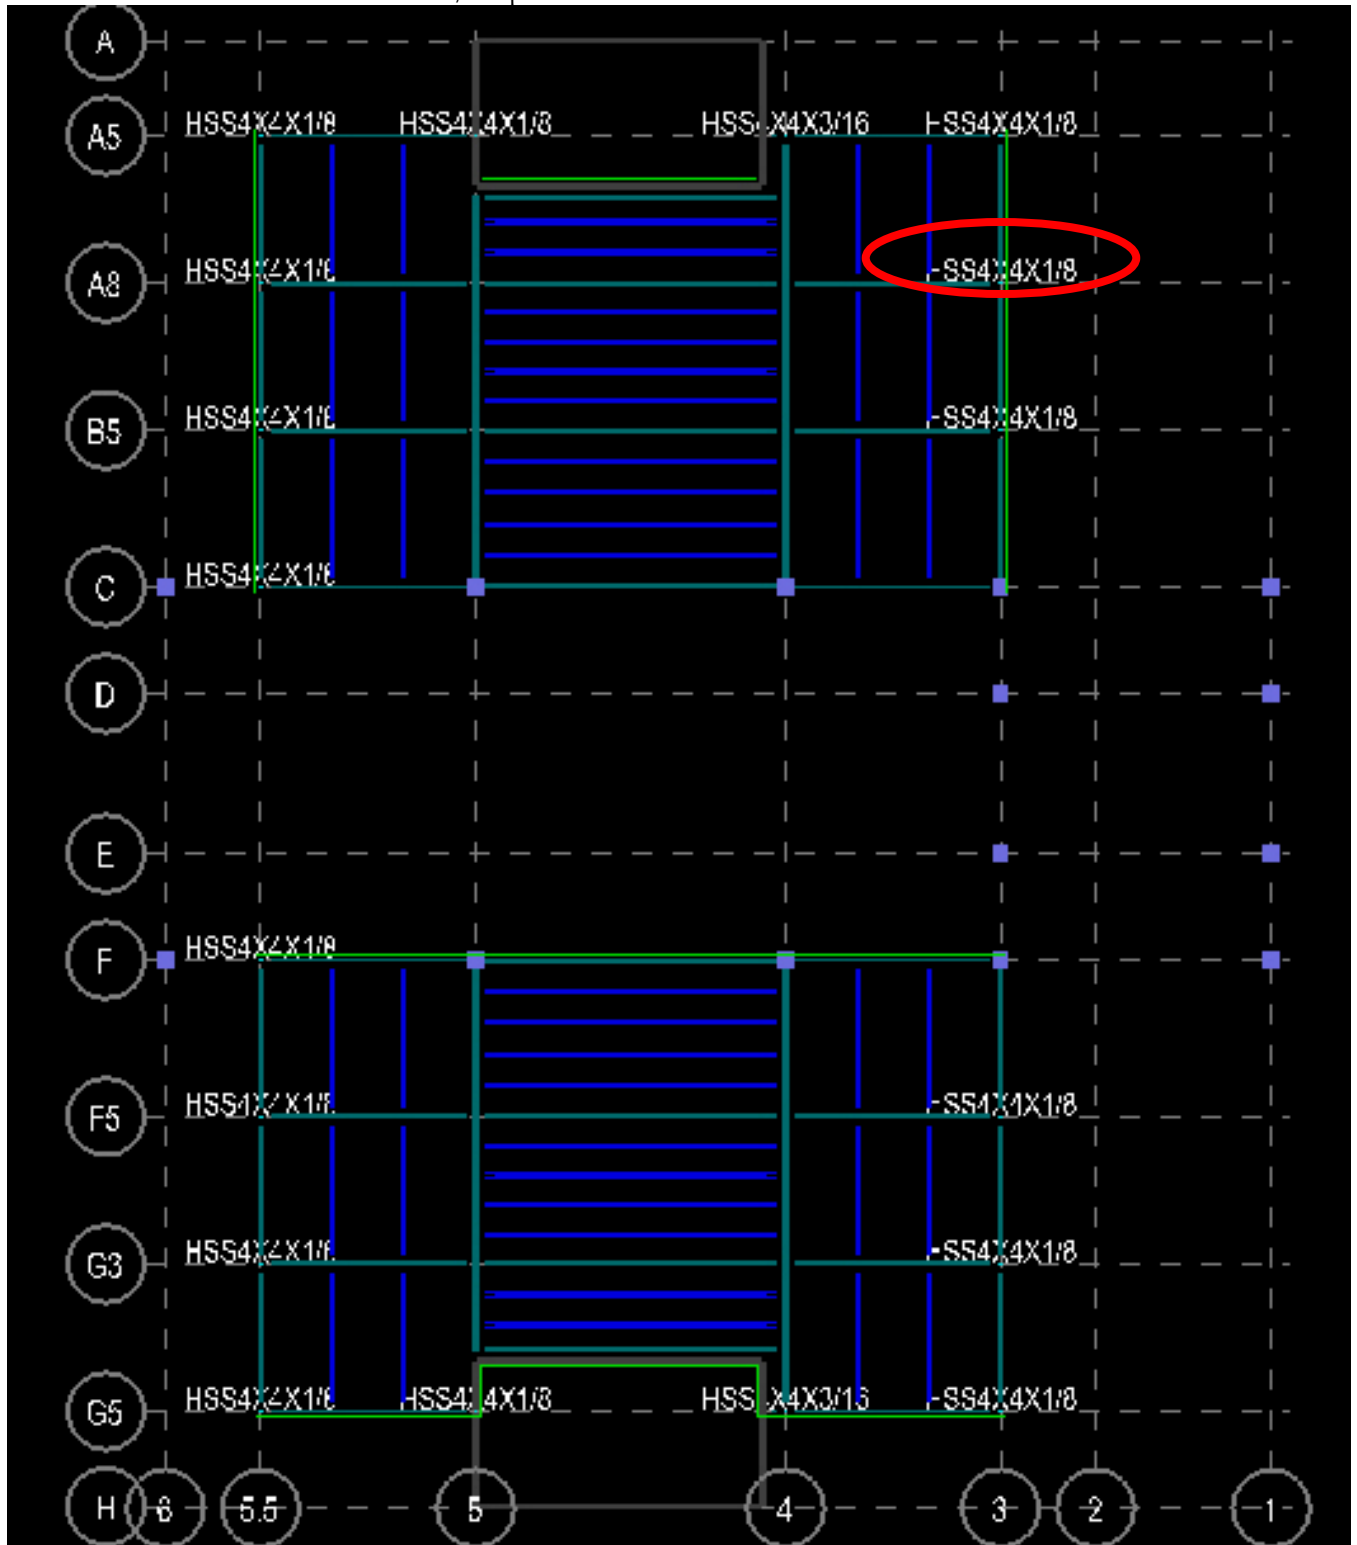 A
A5 HSS4X4X1/8 HSS4X4X1/8 HSS4X4X3/16 HSS4X4X1/8
A8 HSS4X4X1/8 HSS4X4X1/8
B5 HSS4X4X1/8 HSS4X4X1/8
C HSS4X4X1/8
D
E
F HSS4X4X1/8
F5 HSS4X4X1/8 HSS4X4X1/8
G3 HSS4X4X1/8 HSS4X4X1/8
G5 HSS4X4X1/8 HSS4X4X1/8 HSS4X4X3/16 HSS4X4X1/8
H 6 5.5 5 4 3 2 1